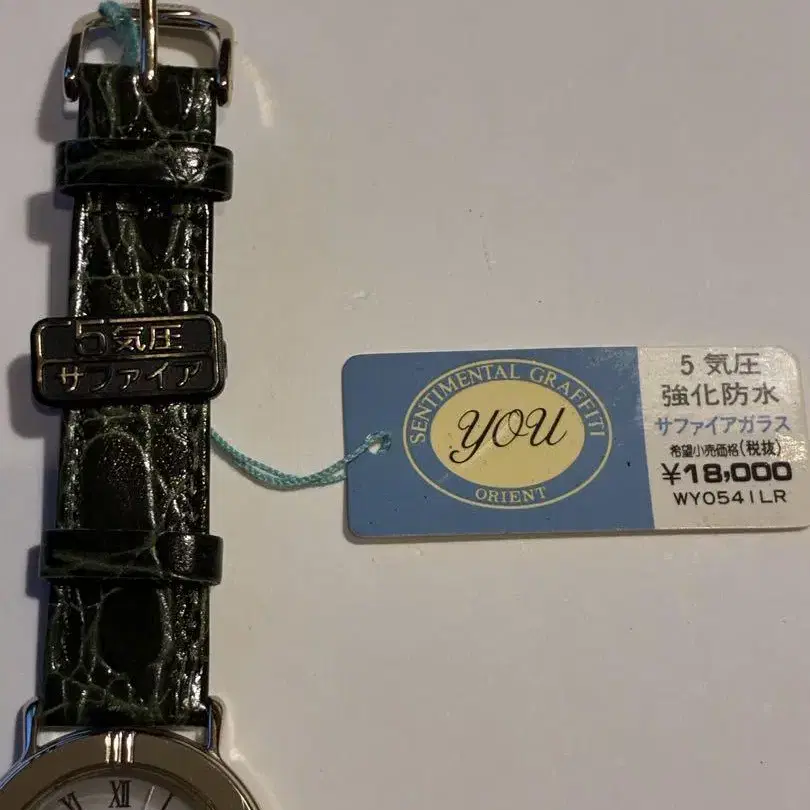 5気圧
サファイア
SENTIMENTAL GRAFFITI
you
ORIENT
5気圧
強化防水
サファイアガラス
希望小売価格(税抜)
¥18,000
WY0541LR
XII